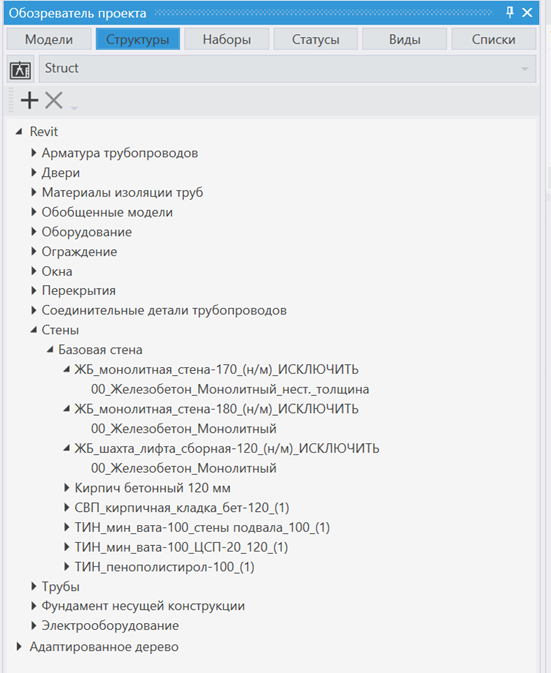 Обозреватель проекта
Модели Структуры Наборы Статусы Виды Списки
Struct
Revit
Арматура трубопроводов
Двери
Материалы изоляции труб
Обобщенные модели
Оборудование
Ограждение
Окна
Перекрытия
Соединительные детали трубопроводов
Стены
Базовая стена
ЖБ_монолитная_стена-170_(н/м)_ИСКЛЮЧИТЬ
00_Железобетон_Монолитный_нест._толщина
ЖБ_монолитная_стена-180_(н/м)_ИСКЛЮЧИТЬ
00_Железобетон_Монолитный
ЖБ_шахта_лифта_сборная-120_(н/м)_ИСКЛЮЧИТЬ
00_Железобетон_Монолитный
Кирпич бетонный 120 мм
СВП_кирпичная_кладка_бет-120_(1)
ТИН_мин_вата-100_стены подвала_100_(1)
ТИН_мин_вата-100_ЦСП-20_120_(1)
ТИН_пенополистирол-100_(1)
Трубы
Фундамент несущей конструкции
Электрооборудование
Адаптированное дерево